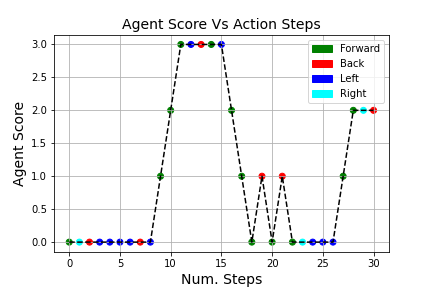 Agent Score Vs Action Steps
Agent Score
3.0
2.5
2.0
1.5
1.0
0.5
0.0
Forward
Back
Left
Right
0 5 10 15 20 25 30
Num. Steps